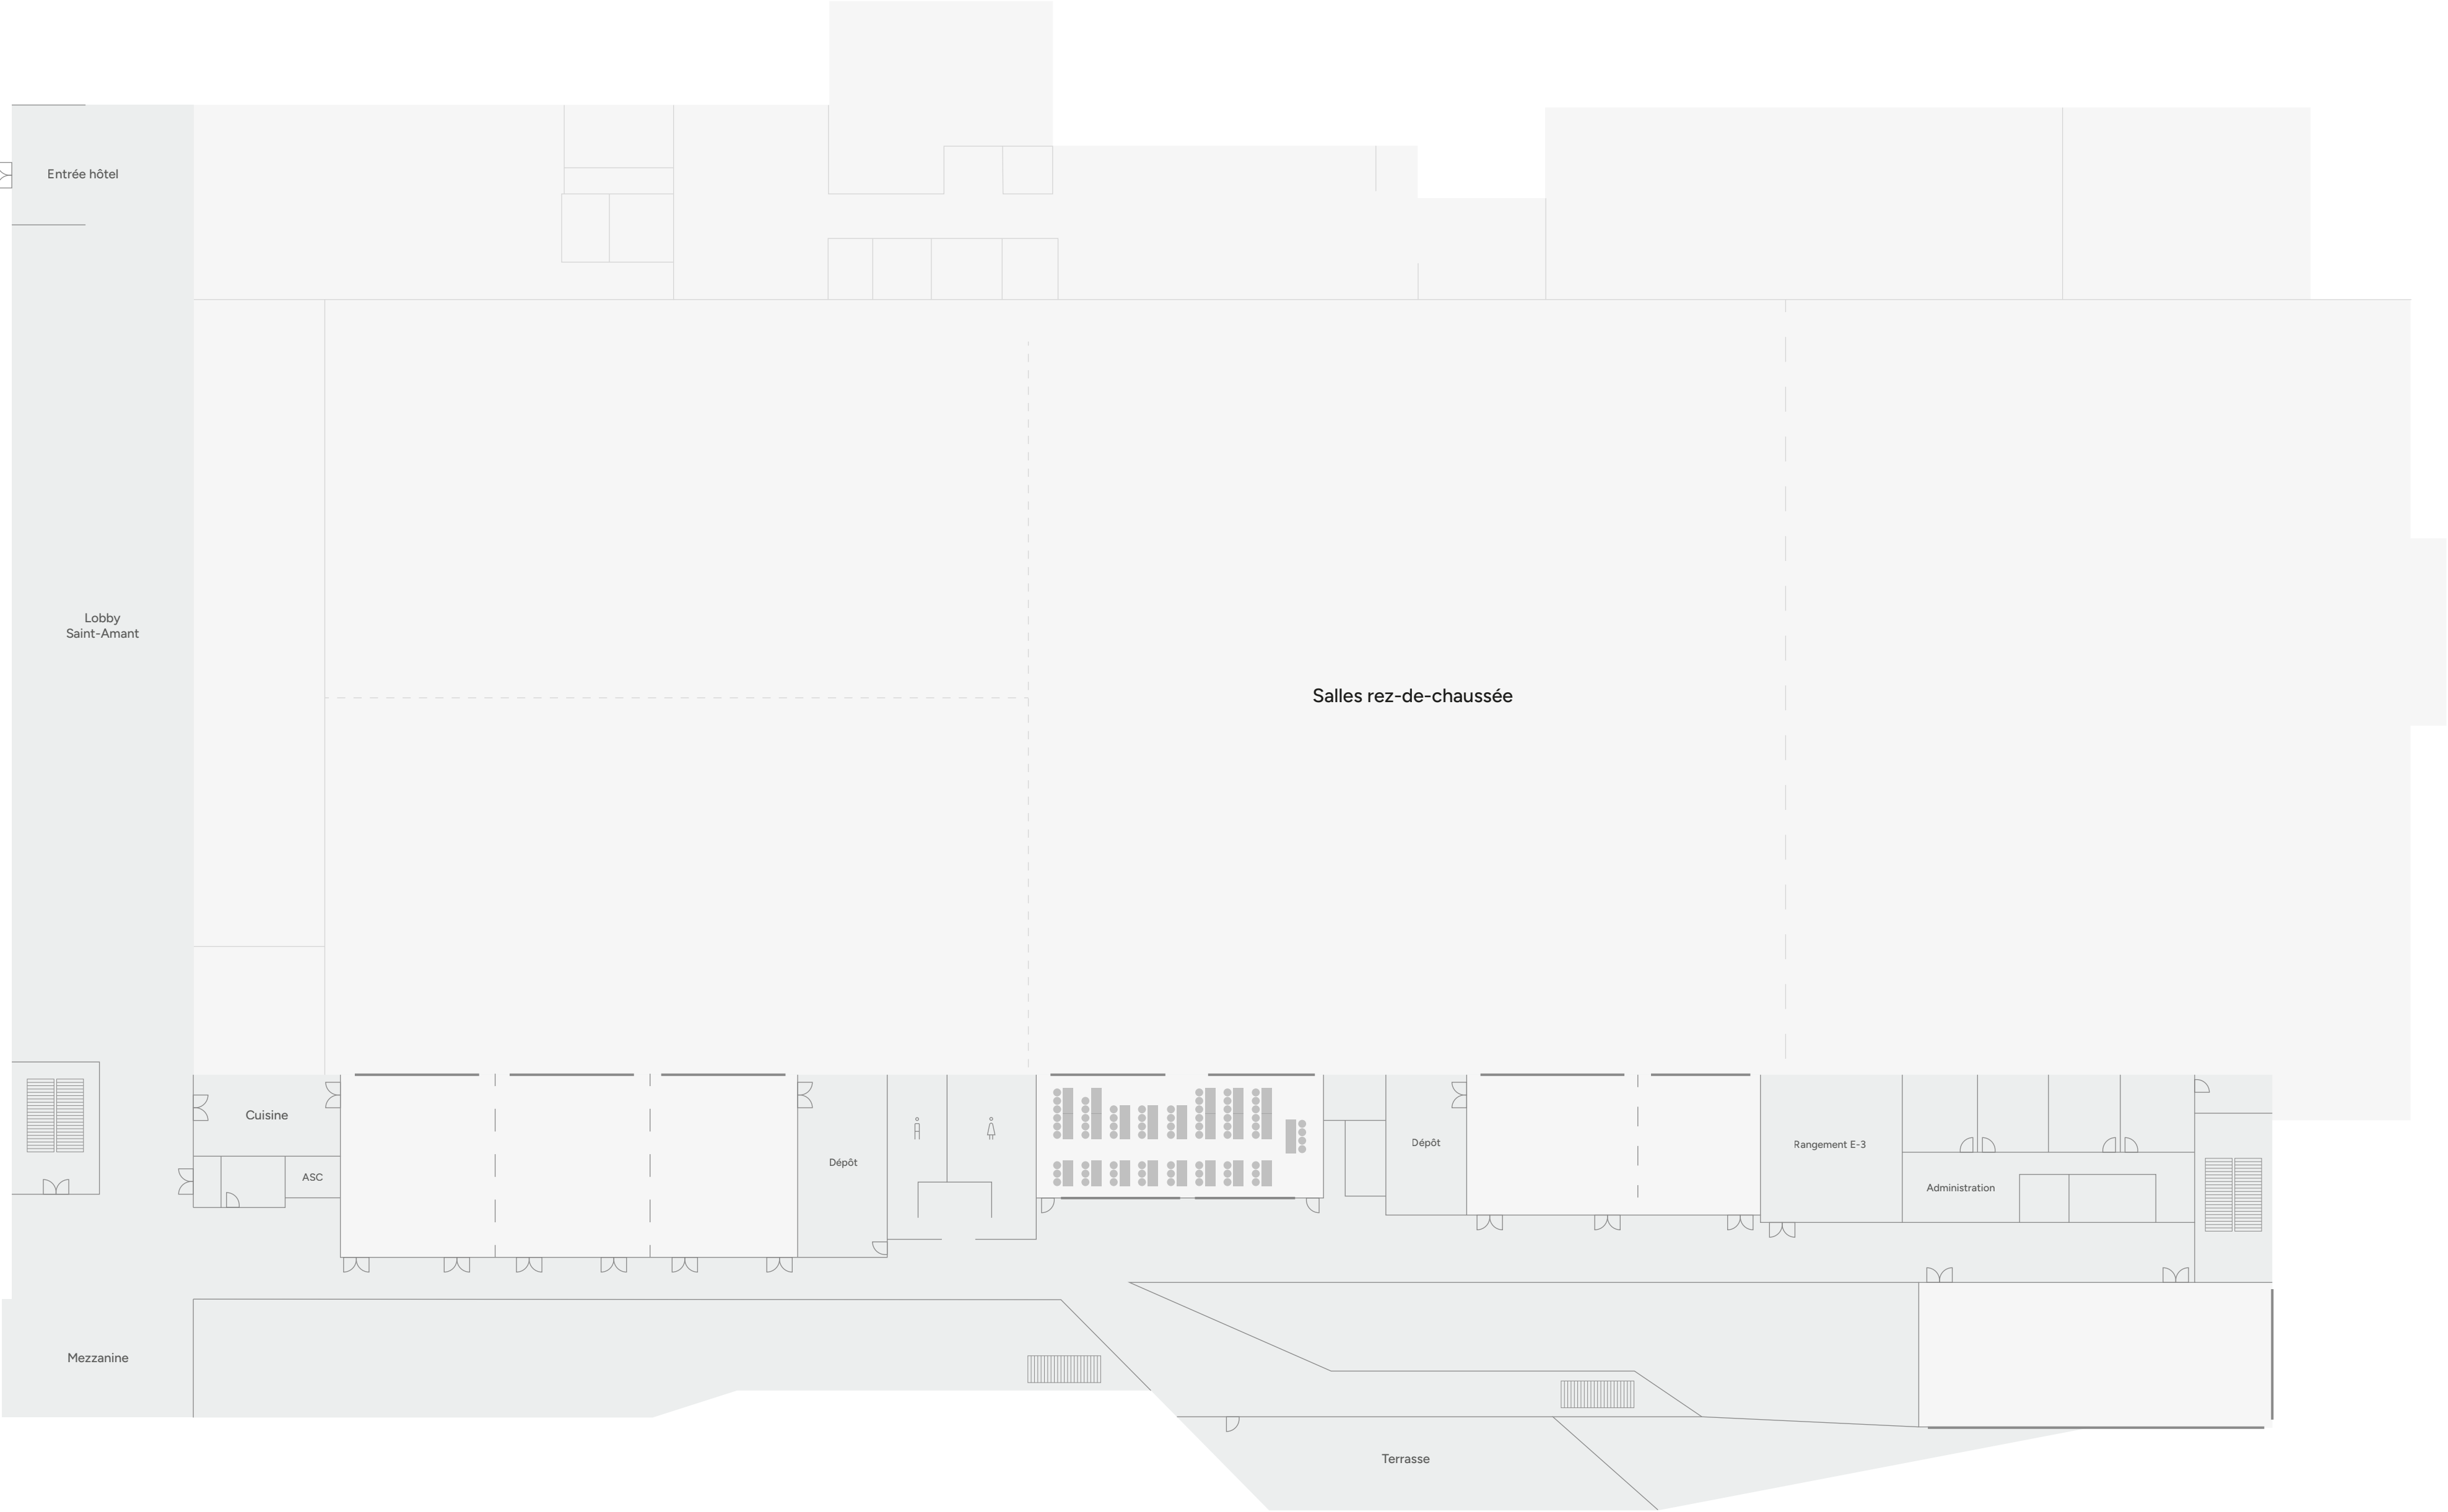 Entrée hôtel
Lobby
Saint-Amant
Salles rez-de-chaussée
Cuisine
ASC
Dépôt
Dépôt
Rangement E-3
Administration
Mezzanine
Terrasse